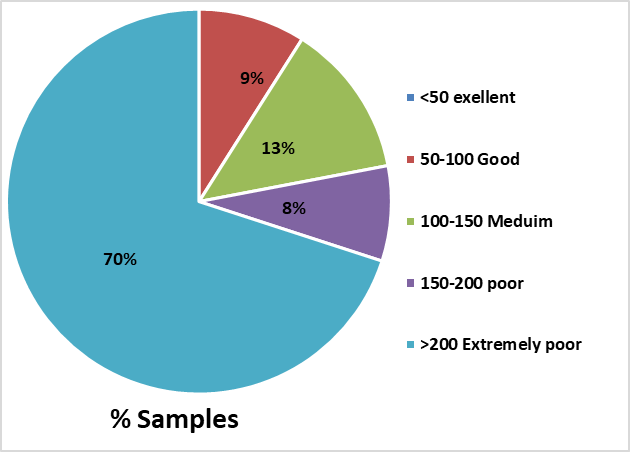 9%
13%
8%
70%
<50 exellent
50-100 Good
100-150 Meduim
150-200 poor
>200 Extremely poor
% Samples